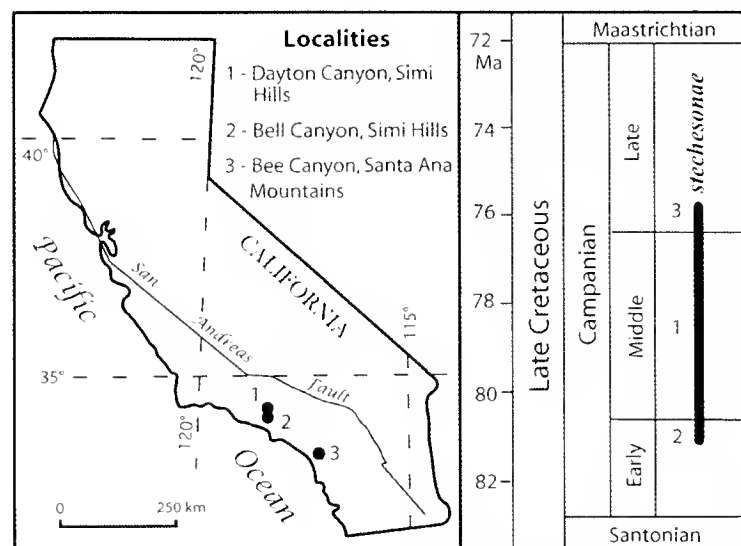 Localities
1 - Dayton Canyon, Simi
Hills
2 - Bell Canyon, Simi Hills
3 - Bee Canyon, Santa Ana
Mountains
120°
40°
CALIFORNIA
Pacific
San
Andreas
Fault
115°
35°
1
2
3
120°
Ocean
0 250 km
72
Ma
74
76
78
80
82
Late Cretaceous
Maastrichtian
Campanian
Late
Middle
Early
stechesonae
3
1
2
Santonian